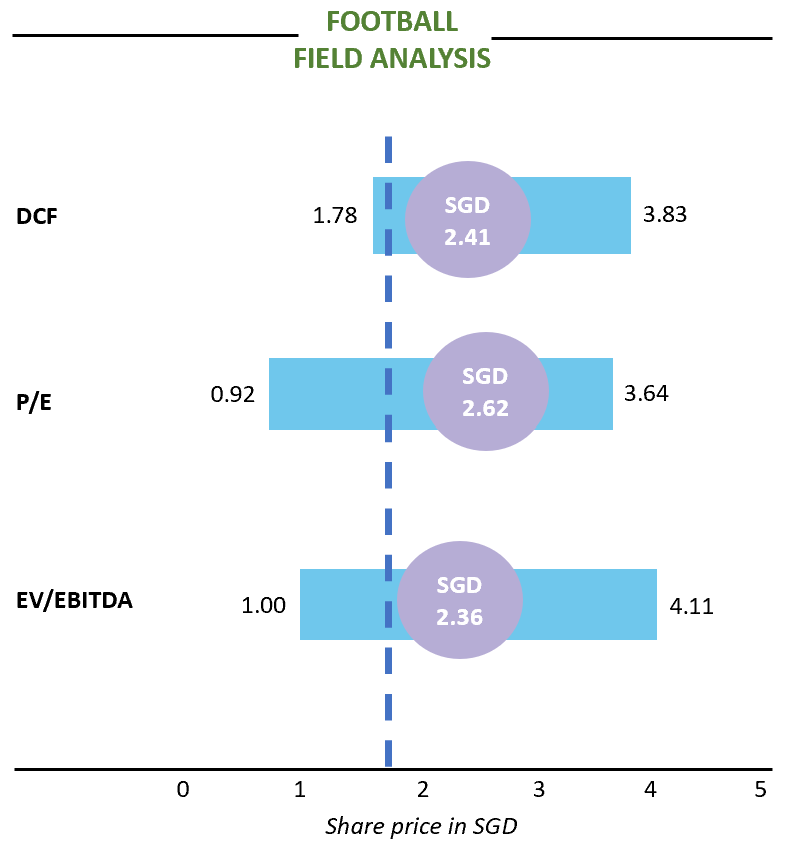 FOOTBALL
FIELD ANALYSIS
DCF
1.78
SGD
2.41
3.83
P/E
0.92
SGD
2.62
3.64
EV/EBITDA
1.00
SGD
2.36
4.11
0 1 2 3 4 5
Share price in SGD